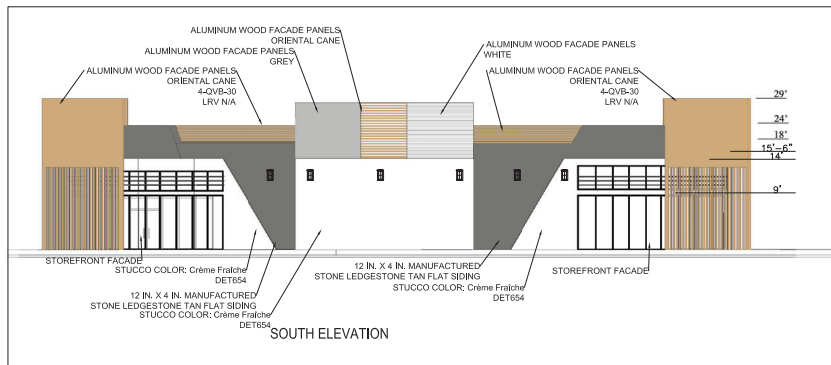 ALUMINUM WOOD FACADE PANELS
ORIENTAL CANE
ALUMINUM WOOD FACADE PANELS
GREY
ALUMINUM WOOD FACADE PANELS
WHITE
ALUMINUM WOOD FACADE PANELS
ORIENTAL CANE
4-QVB-30
LRV N/A
ALUMINUM WOOD FACADE PANELS
ORIENTAL CANE
4-QVB-30
LRV N/A
29'
24'
18'
15'-6"
14'
9'
STOREFRONT FACADE
STUCCO COLOR: Crème Fraîche
DET654
12 IN. X 4 IN. MANUFACTURED
STONE LEDGESTONE TAN FLAT SIDING
STUCCO COLOR: Crème Fraîche
DET654
12 IN. X 4 IN. MANUFACTURED
STONE LEDGESTONE TAN FLAT SIDING
STUCCO COLOR: Crème Fraîche
DET654
STOREFRONT FACADE
SOUTH ELEVATION